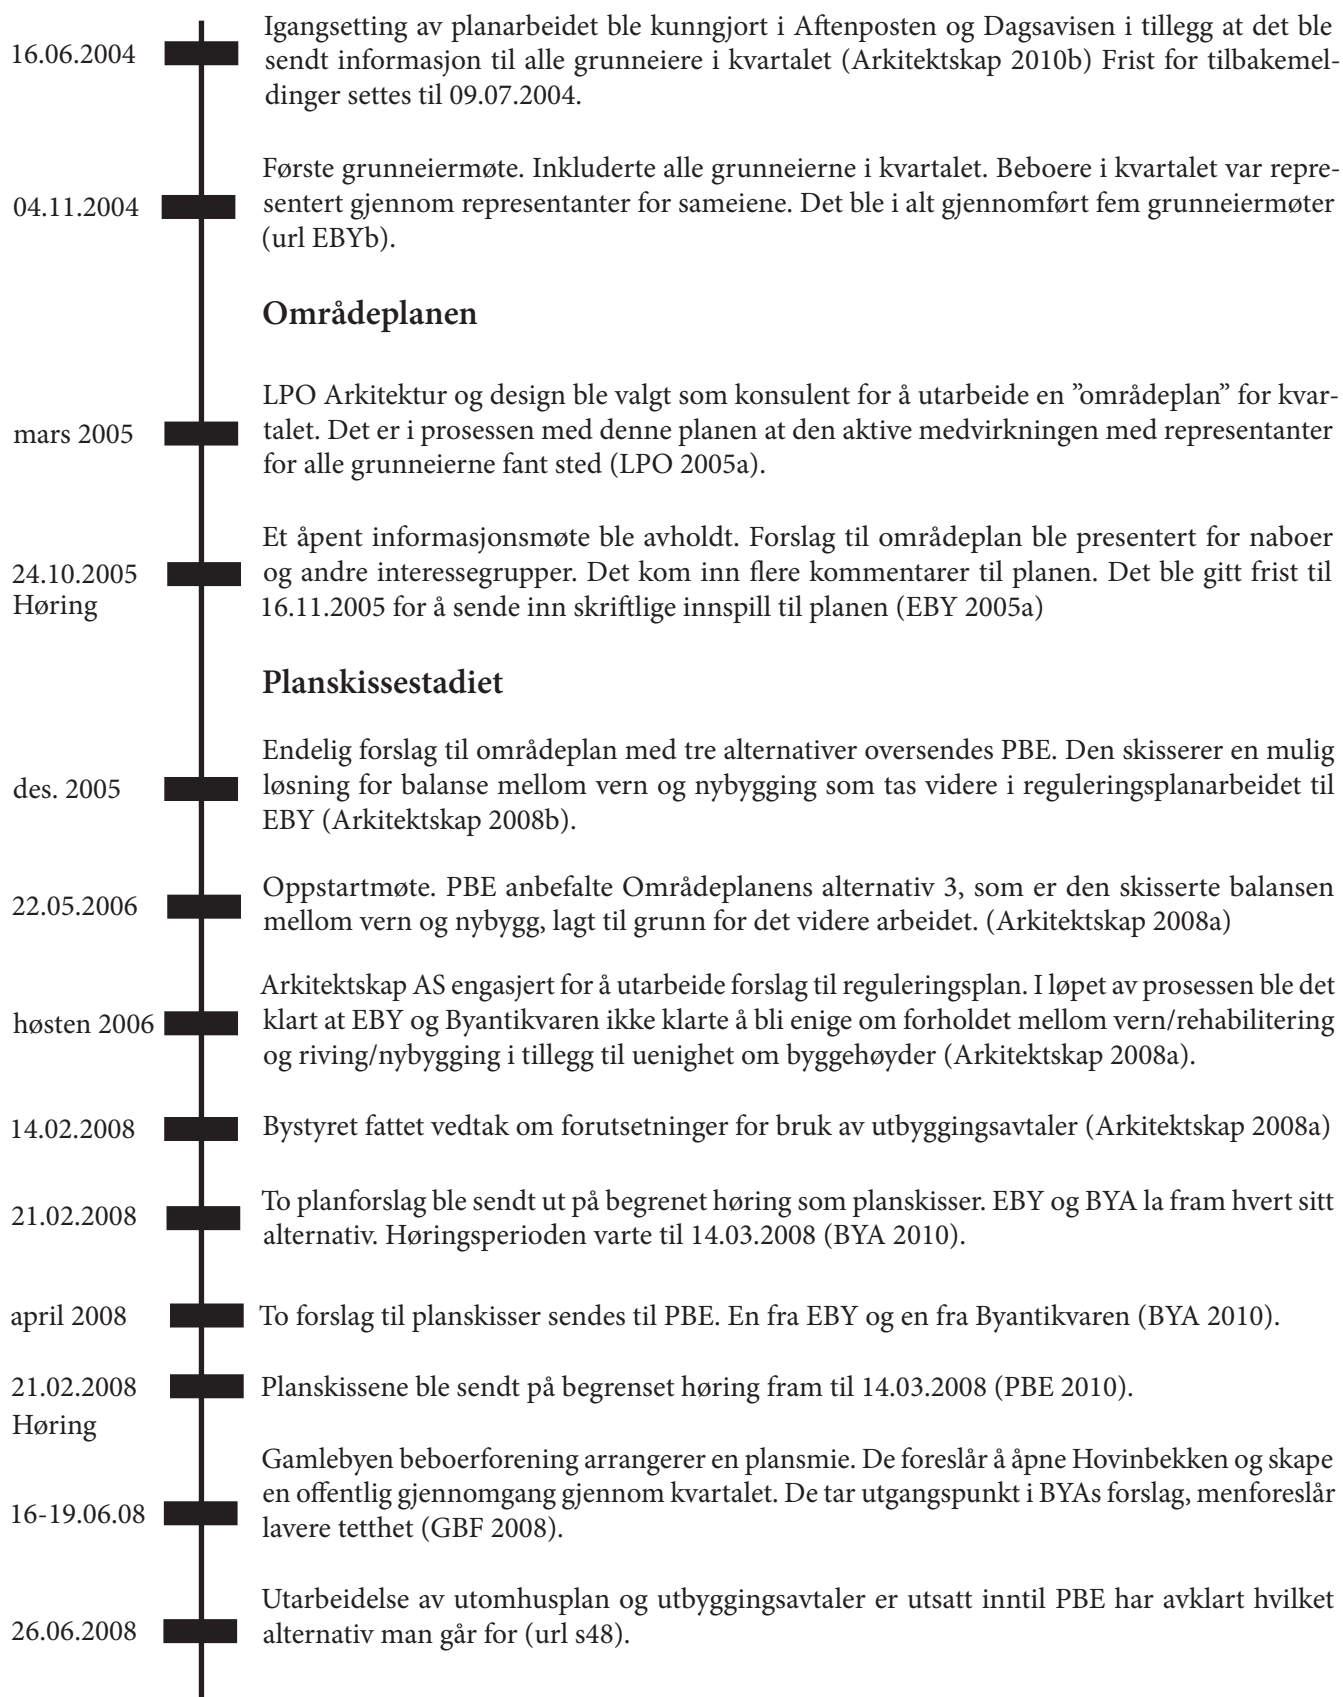 16.06.2004
Igangsetting av planarbeidet ble kunngjort i Aftenposten og Dagsavisen i tillegg at det ble
sendt informasjon til alle grunneiere i kvartalet (Arkitektskap 2010b) Frist for tilbakemel-
dinger settes til 09.07.2004.
04.11.2004
Første grunneiermøte. Inkluderte alle grunneierne i kvartalet. Beboere i kvartalet var repre-
sentert gjennom representanter for sameiene. Det ble i alt gjennomført fem grunneiermøter
(url EBYb).
Områdeplanen
mars 2005
LPO Arkitektur og design ble valgt som konsulent for å utarbeide en ”områdeplan” for kvar-
talet. Det er i prosessen med denne planen at den aktive medvirkningen med representanter
for alle grunneierne fant sted (LPO 2005a).
24.10.2005
Høring
Et åpent informasjonsmøte ble avholdt. Forslag til områdeplan ble presentert for naboer
og andre interessegrupper. Det kom inn flere kommentarer til planen. Det ble gitt frist til
16.11.2005 for å sende inn skriftlige innspill til planen (EBY 2005a)
Planskissestadiet
des. 2005
Endelig forslag til områdeplan med tre alternativer oversendes PBE. Den skisserer en mulig
løsning for balanse mellom vern og nybygging som tas videre i reguleringsplanarbeidet til
EBY (Arkitektskap 2008b).
22.05.2006
Oppstartmøte. PBE anbefalte Områdeplanens alternativ 3, som er den skisserte balansen
mellom vern og nybygg, lagt til grunn for det videre arbeidet. (Arkitektskap 2008a)
høsten 2006
Arkitektskap AS engasjert for å utarbeide forslag til reguleringsplan. I løpet av prosessen ble det
klart at EBY og Byantikvaren ikke klarte å bli enige om forholdet mellom vern/rehabilitering
og riving/nybygging i tillegg til uenighet om byggehøyder (Arkitektskap 2008a).
14.02.2008
Bystyret fattet vedtak om forutsetninger for bruk av utbyggingsavtaler (Arkitektskap 2008a)
21.02.2008
To planforslag ble sendt ut på begrenet høring som planskisser. EBY og BYA la fram hvert sitt
alternativ. Høringsperioden varte til 14.03.2008 (BYA 2010).
april 2008
To forslag til planskisser sendes til PBE. En fra EBY og en fra Byantikvaren (BYA 2010).
21.02.2008
Høring
Planskissene ble sendt på begrenset høring fram til 14.03.2008 (PBE 2010).
16-19.06.08
Gamlebyen beboerforening arrangerer en plansmie. De foreslår å åpne Hovinbekken og skape
en offentlig gjennomgang gjennom kvartalet. De tar utgangspunkt i BYAs forslag, menforeslår
lavere tetthet (GBF 2008).
26.06.2008
Utarbeidelse av utomhusplan og utbyggingsavtaler er utsatt inntil PBE har avklart hvilket
alternativ man går for (url s48).